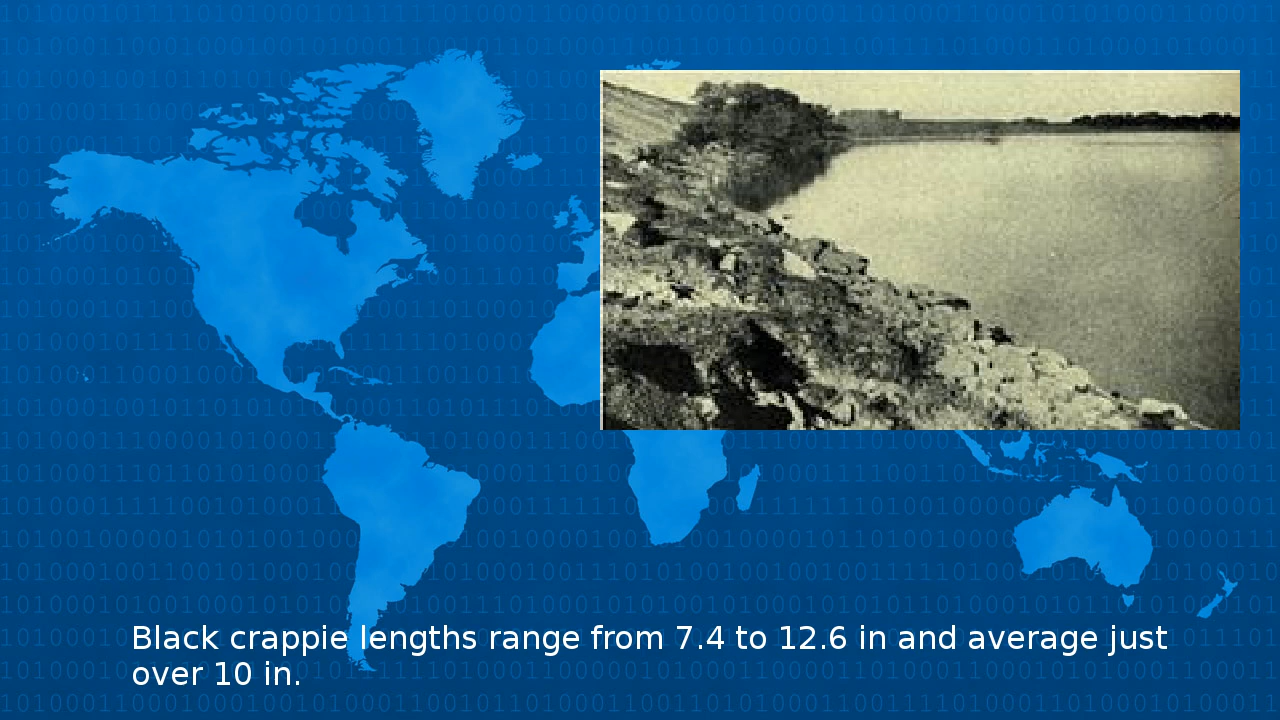 Black crappie lengths range from 7.4 to 12.6 in and average just
over 10 in.